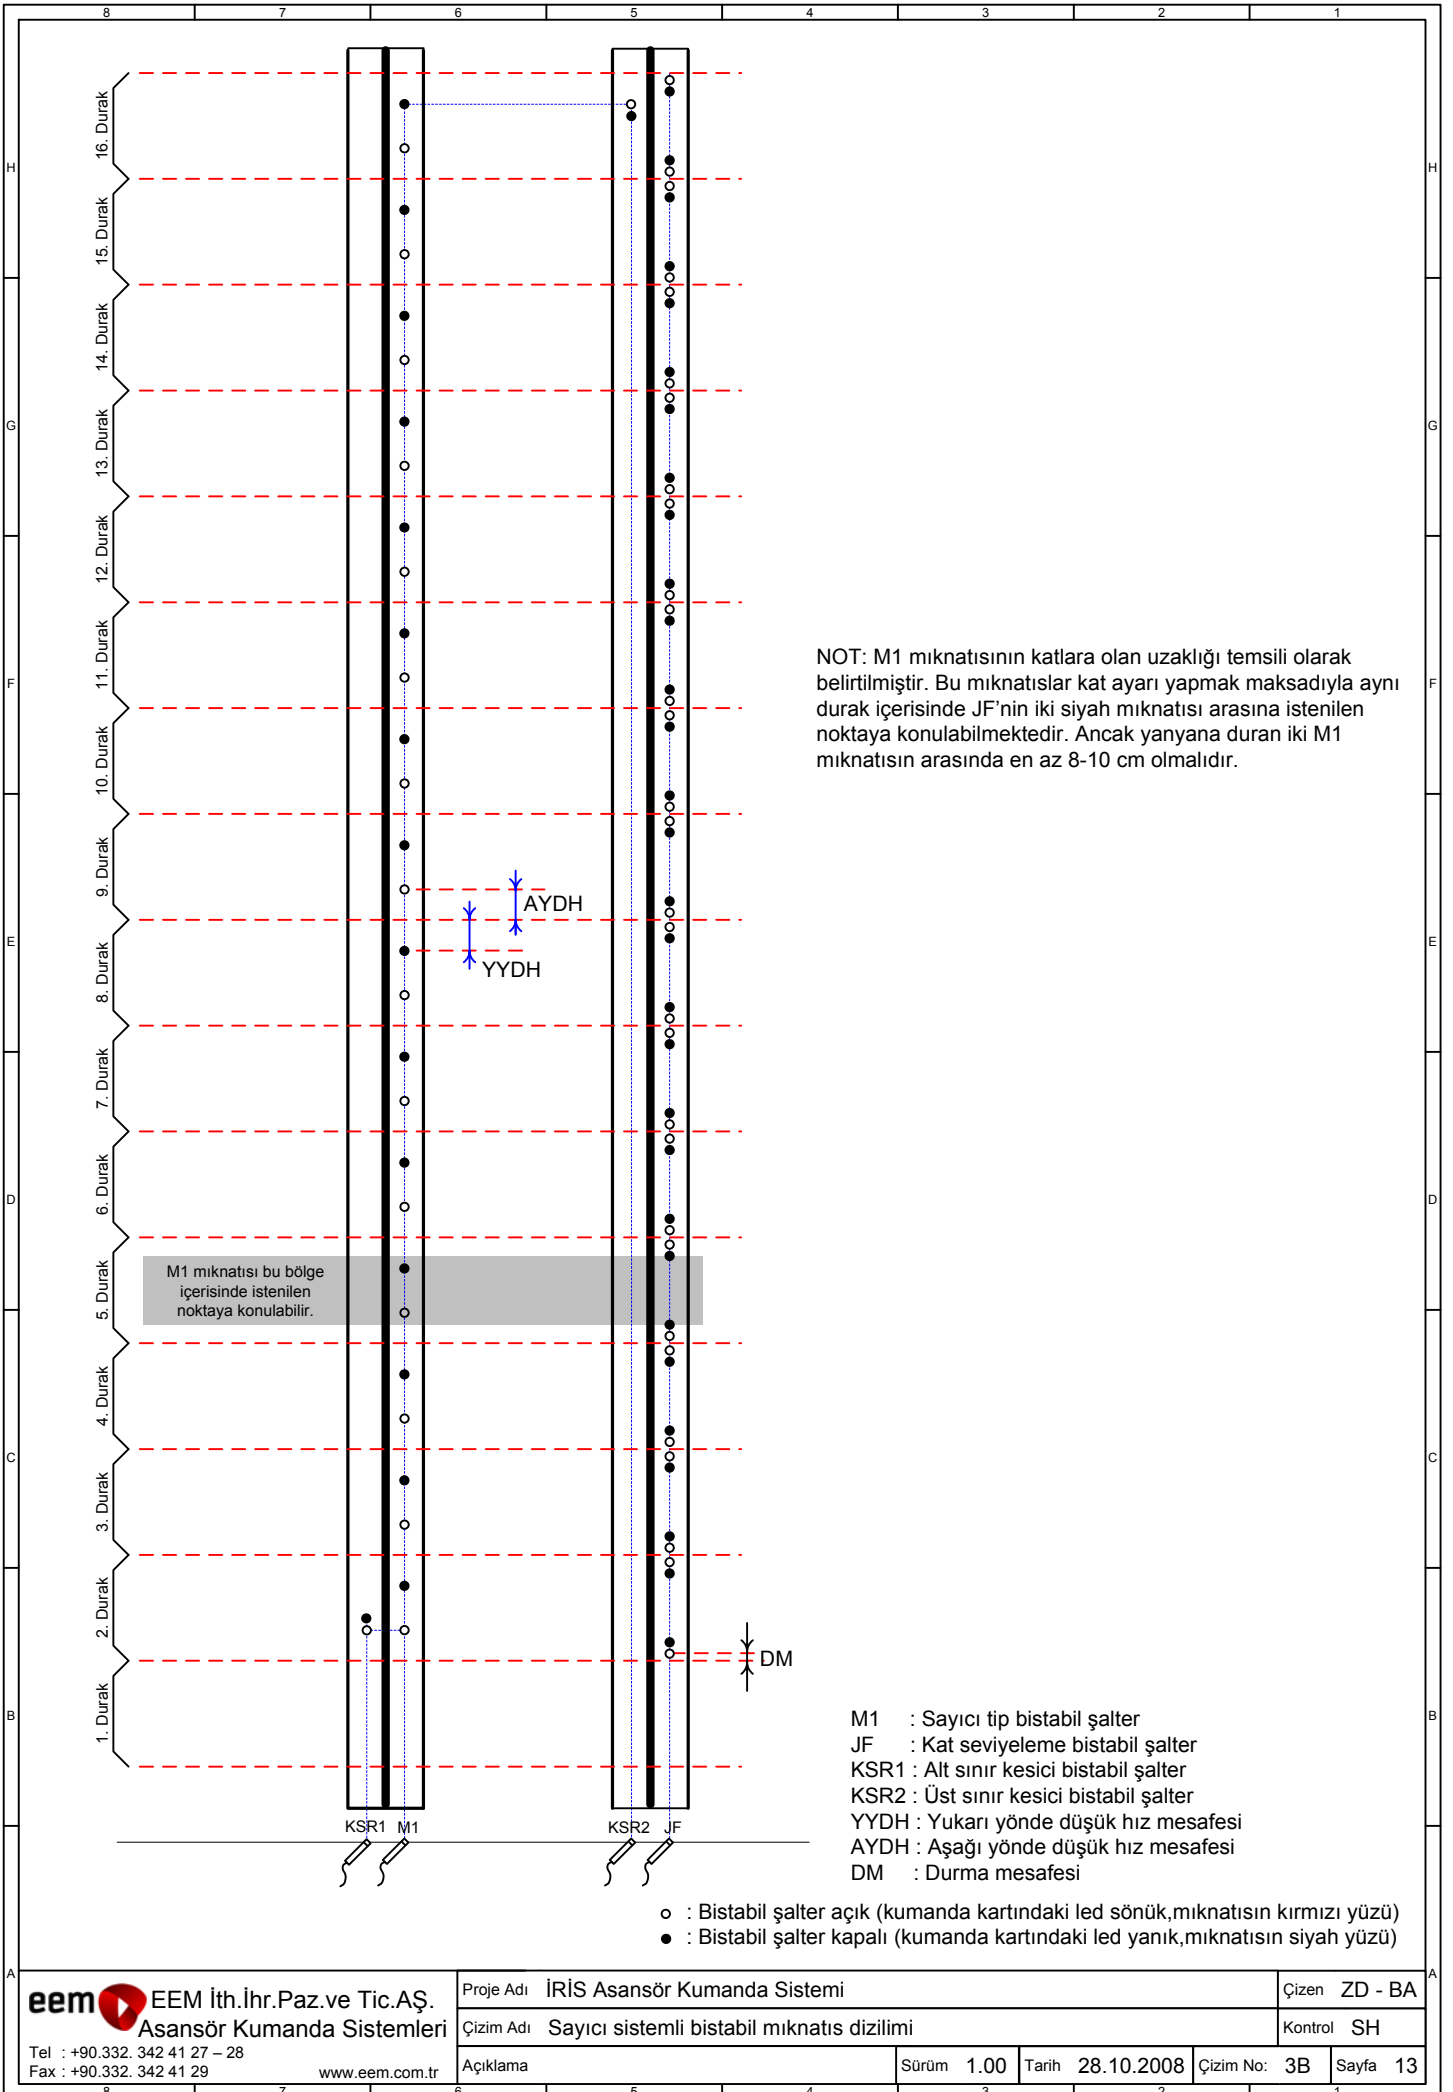 8 7 6 5 4 3 2 1
H H
G G
F F
E E
D D
C C
B B
A A
16. Durak
15. Durak
14. Durak
13. Durak
12. Durak
11. Durak
10. Durak
9. Durak
8. Durak
7. Durak
6. Durak
5. Durak
4. Durak
3. Durak
2. Durak
1. Durak
NOT: M1 mıknatısının katlara olan uzaklığı temsili olarak
belirtilmiştir. Bu mıknatıslar kat ayarı yapmak maksadıyla aynı
durak içerisinde JF’nin iki siyah mıknatısı arasına istenilen
noktaya konulabilmektedir. Ancak yanyana duran iki M1
mıknatısın arasında en az 8-10 cm olmalıdır.
AYDH
YYDH
M1 mıknatısı bu bölge
içerisinde istenilen
noktaya konulabilir.
DM
KSR1 M1 KSR2 JF
M1 : Sayıcı tip bistabil şalter
JF : Kat seviyeleme bistabil şalter
KSR1 : Alt sınır kesici bistabil şalter
KSR2 : Üst sınır kesici bistabil şalter
YYDH : Yukarı yönde düşük hız mesafesi
AYDH : Aşağı yönde düşük hız mesafesi
DM : Durma mesafesi
: Bistabil şalter açık (kumanda kartındaki led sönük,mıknatısın kırmızı yüzü)
: Bistabil şalter kapalı (kumanda kartındaki led yanık,mıknatısın siyah yüzü)
eem EEM İth.İhr.Paz.ve Tic.AŞ.
Asansör Kumanda Sistemleri
Tel : +90.332. 342 41 27 – 28
Fax : +90.332. 342 41 29 www.eem.com.tr
Proje Adı İRİS Asansör Kumanda Sistemi Çizen ZD - BA
Çizim Adı Sayıcı sistemli bistabil mıknatıs dizilimi Kontrol SH
Açıklama Sürüm 1.00 Tarih 28.10.2008 Çizim No: 3B Sayfa 13
8 7 6 5 4 3 2 1